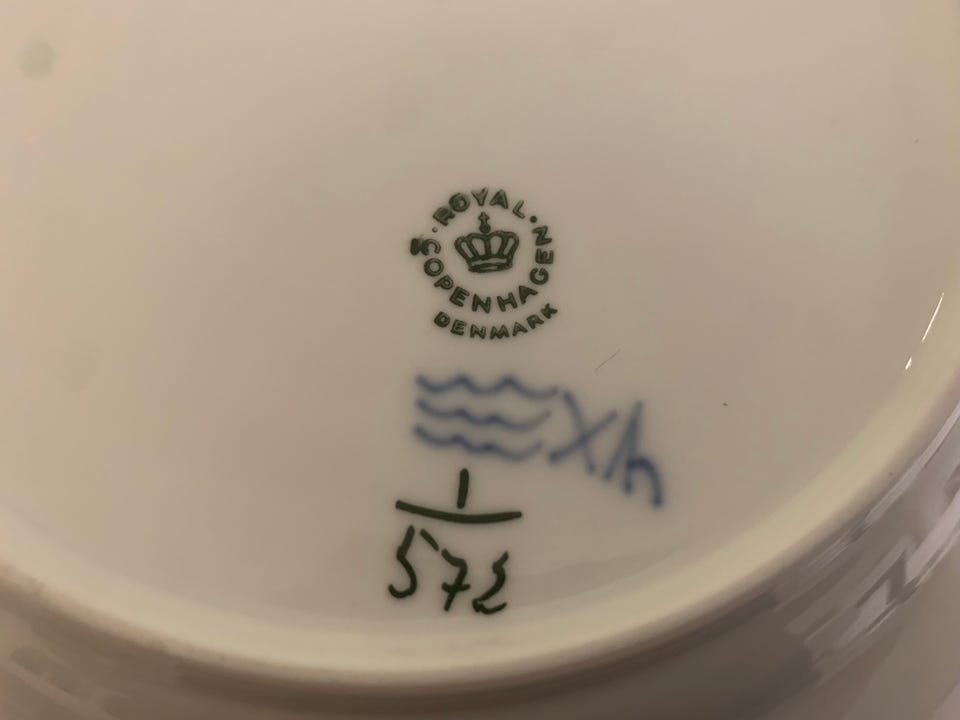 ROYAL
COPENHAGEN
DENMARK
1
572